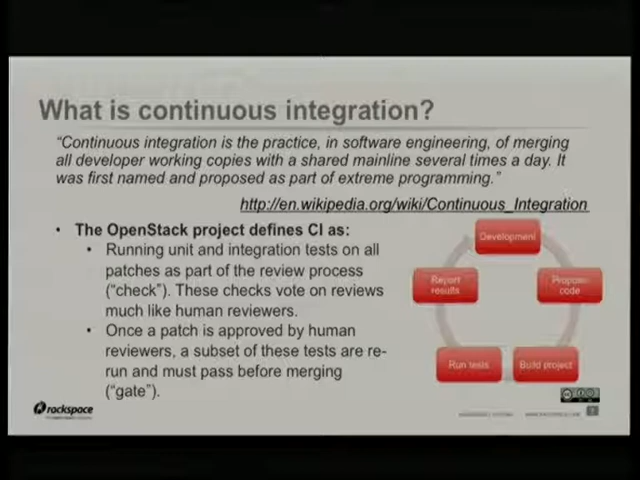 What is continuous integration?
“Continuous integration is the practice, in software engineering, of merging
all developer working copies with a shared mainline several times a day. It
was first named and proposed as part of extreme programming.”
http://en.wikipedia.org/wiki/Continuous_Integration
• The OpenStack project defines CI as:
• Running unit and integration tests on all
patches as part of the review process
(“check”). These checks vote on reviews
much like human reviewers.
• Once a patch is approved by human
reviewers, a subset of these tests are re-
run and must pass before merging
(“gate”).
Development
Report
results
Propose
code
Run tests
Build project
rackspace